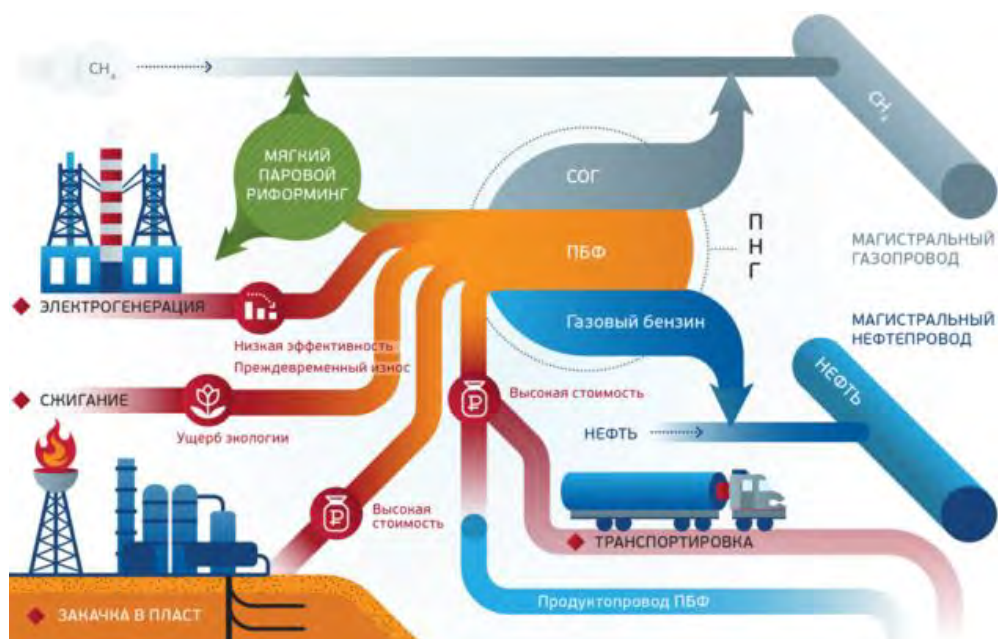 CH₄
CH₄
МЯГКИЙ
ПАРОВОЙ
РИФОРМИНГ
СОГ
ПБФ
П
Н
Г
МАГИСТРАЛЬНЫЙ
ГАЗОПРОВОД
ЭЛЕКТРОГЕНЕРАЦИЯ
Газовый бензин
МАГИСТРАЛЬНЫЙ
НЕФТЕПРОВОД
Низкая эффективность
Преждевременный износ
НЕФТЬ
СЖИГАНИЕ
₽
Высокая стоимость
Ущерб экологии
НЕФТЬ
₽
Высокая
стоимость
ТРАНСПОРТИРОВКА
ЗАКАЧКА В ПЛАСТ
Продуктопровод ПБФ